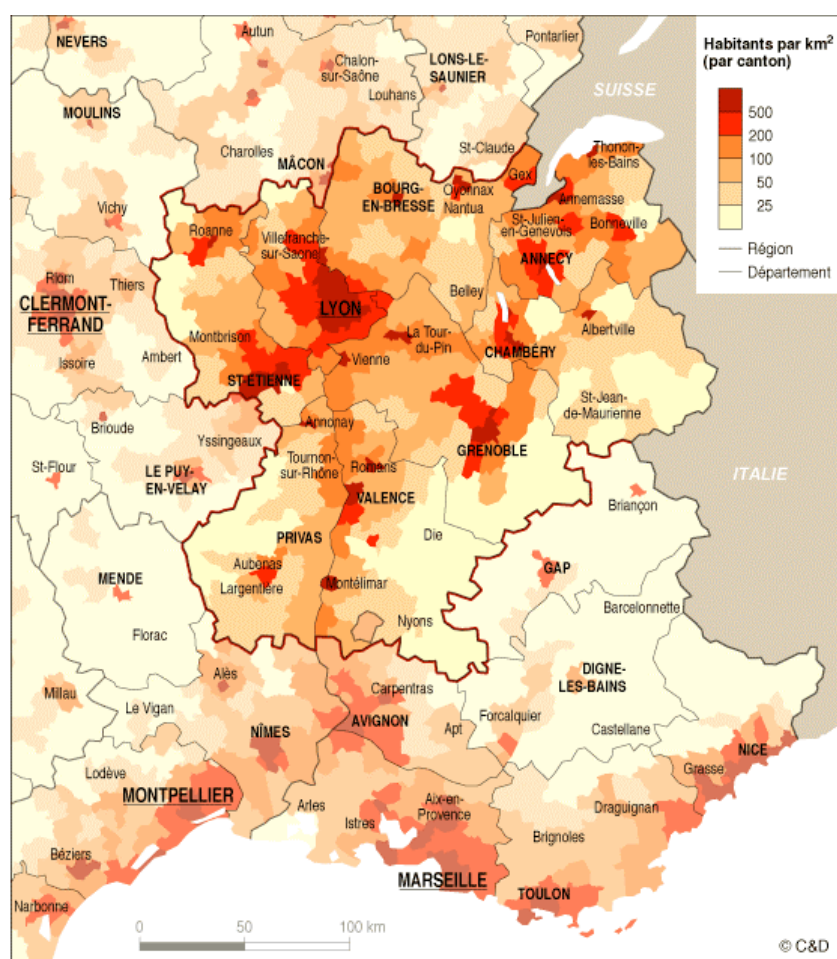 NEVERS
Autun
Pontarlier
Chalon-
sur-Saône
LONS-LE-
SAUNIER
Habitants par km²
(par canton)
500
200
100
50
25
Région
Département
SUISSE
Louhans
MOULINS
St-Claude
Thonon-
les-Bains
Charolles
MÂCON
Gex
BOURG-
EN-BRESSE
Oyonnax
Nantua
Annemasse
Vichy
Roanne
Villefranche-
sur-Saône
St-Julien-
en-Genevois
Bonneville
ANNECY
Riom
Thiers
CLERMONT-
FERRAND
LYON
Belley
Montbrison
La Tour-
du-Pin
Albertville
Issoire
Ambert
Vienne
CHAMBÉRY
ST-ÉTIENNE
St-Jean-
de-Maurienne
Brioude
Yssingeaux
Annonay
GRENOBLE
St-Flour
LE PUY-
EN-VELAY
Tournon-
sur-Rhône
Romans
ITALIE
VALENCE
Briançon
PRIVAS
Die
MENDE
Aubenas
GAP
Largentière
Montélimar
Barcelonnette
Florac
Nyons
Millau
Alès
Carpentras
DIGNE-
LES-BAINS
Le Vigan
AVIGNON
Forcalquier
NÎMES
Apt
Castellane
NICE
Lodève
Grasse
MONTPELLIER
Arles
Istres
Aix-en-
Provence
Draguignan
Brignoles
Béziers
MARSEILLE
TOULON
Narbonne
0
50
100 km
© C&D